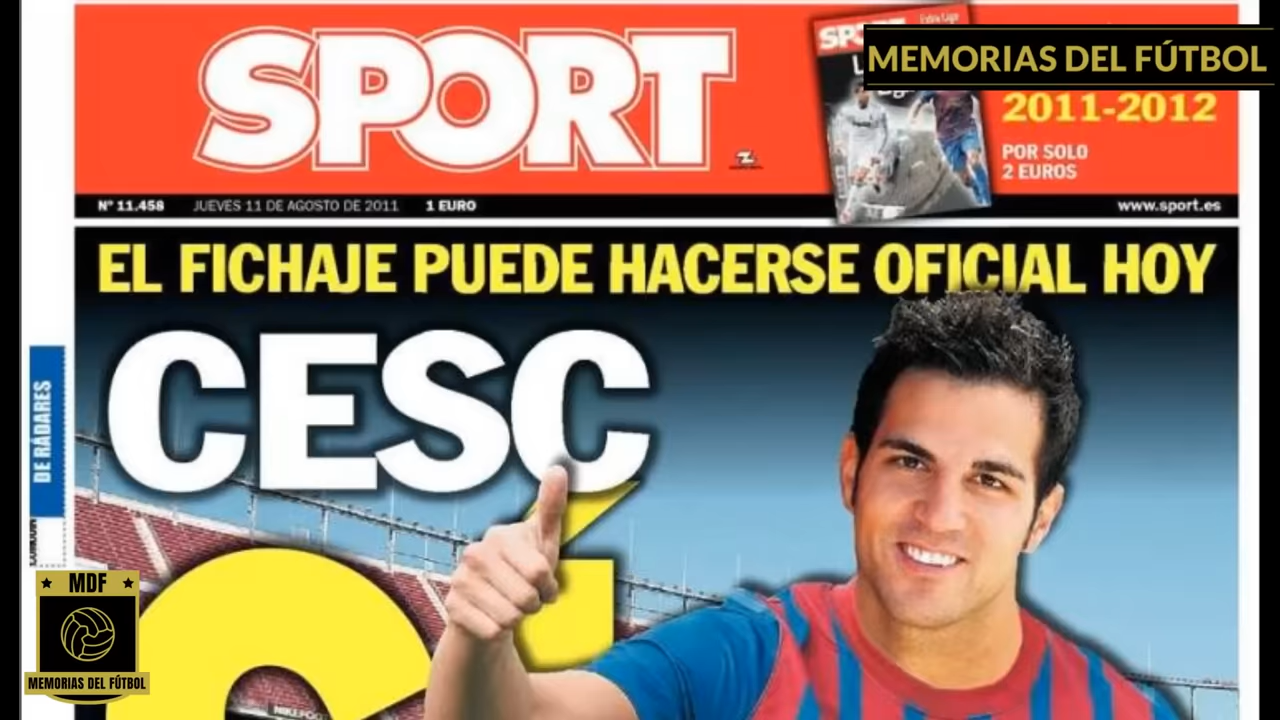 SPORT
MEMORIAS DEL FÚTBOL
2011-2012
POR SOLO
2 EUROS
Nº 11.458 JUEVES 11 DE AGOSTO DE 2011 1 EURO www.sport.es
EL FICHAJE PUEDE HACERSE OFICIAL HOY
CESC
DE RÁDARES
MDF
MEMORIAS DEL FÚTBOL